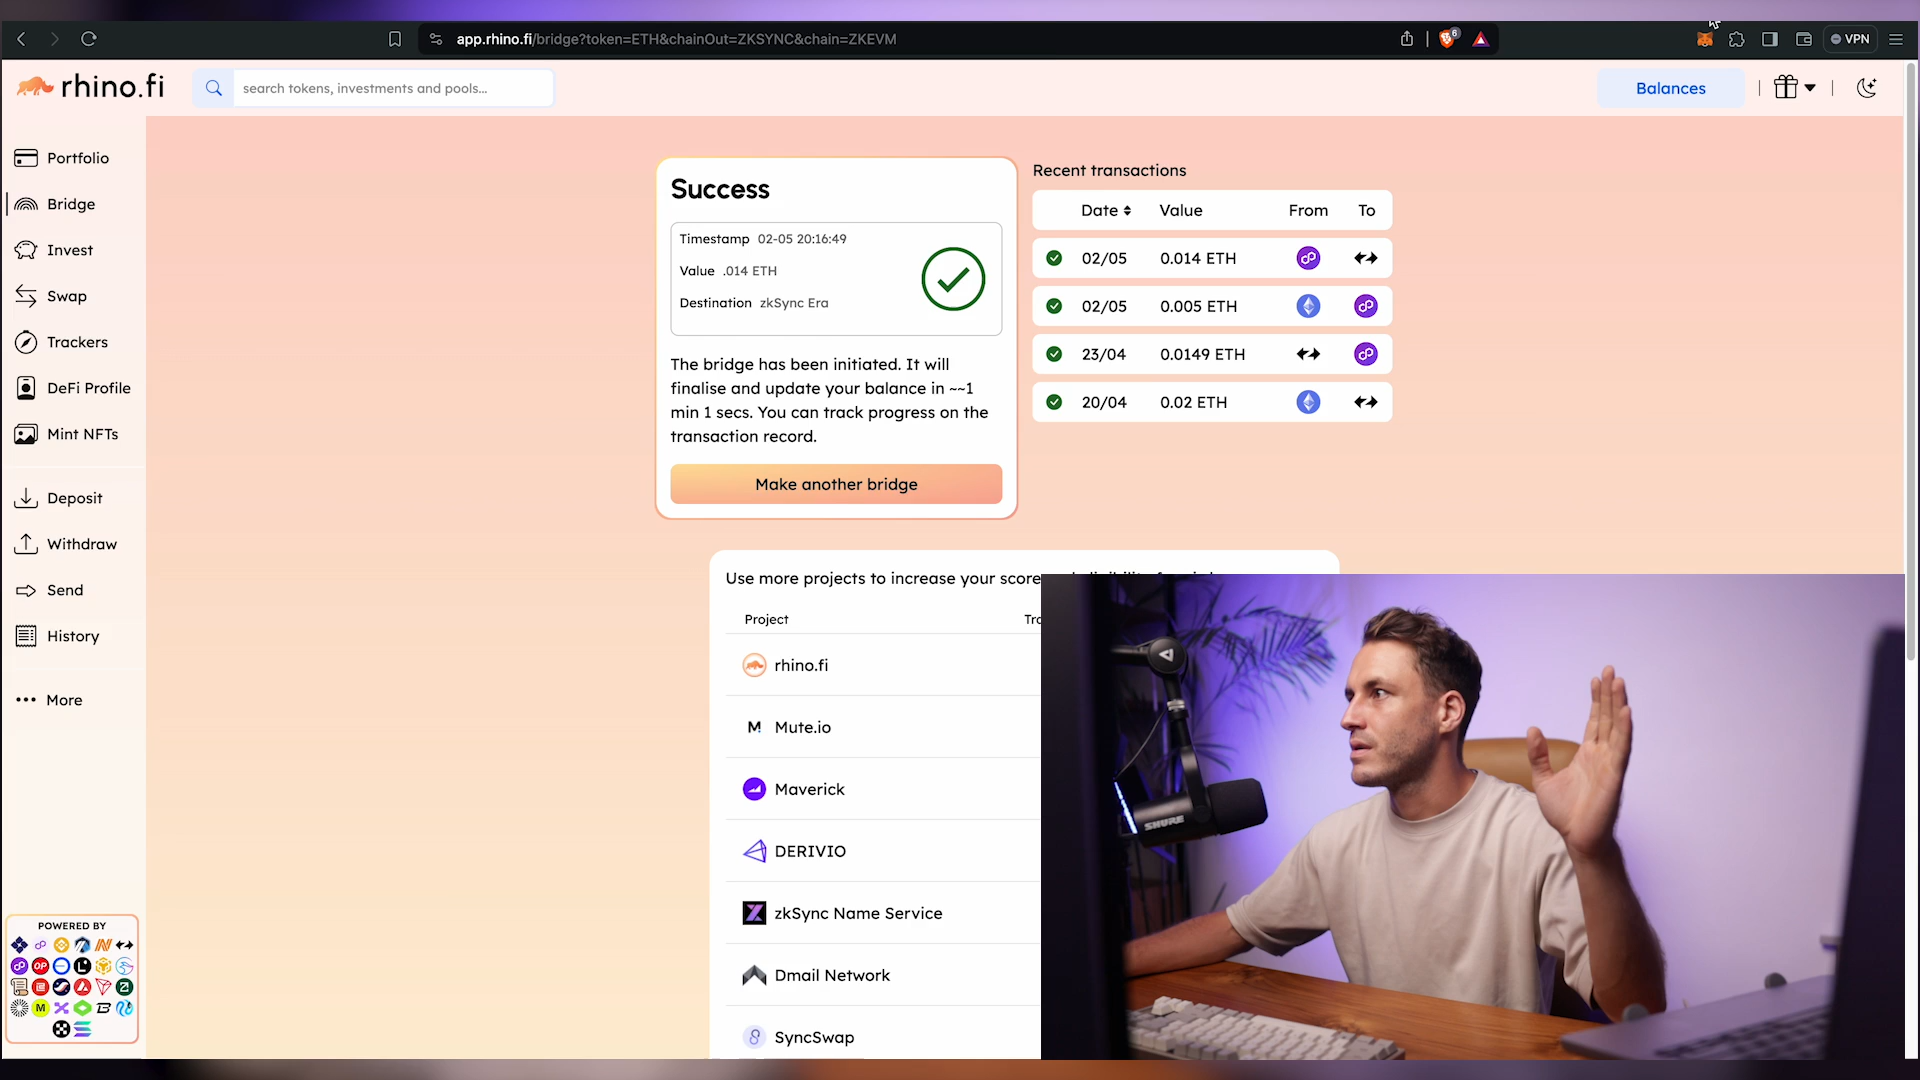 app.rhino.fi/bridge?token=ETH&chainOut=ZKSYNC&chain=ZKEVM
6
VPN
rhino.fi
search tokens, investments and pools...
Balances
Portfolio
Bridge
Invest
Swap
Trackers
DeFi Profile
Mint NFTs
Deposit
Withdraw
Send
History
More
POWERED BY
Success
Timestamp 02-05 20:16:49
Value .014 ETH
Destination zkSync Era
The bridge has been initiated. It will
finalise and update your balance in ~~1
min 1 secs. You can track progress on the
transaction record.
Make another bridge
Recent transactions
Date Value From To
02/05 0.014 ETH
02/05 0.005 ETH
23/04 0.0149 ETH
20/04 0.02 ETH
Use more projects to increase your score
Project
rhino.fi
Mute.io
Maverick
DERIVIO
zkSync Name Service
Dmail Network
SyncSwap
SHURE